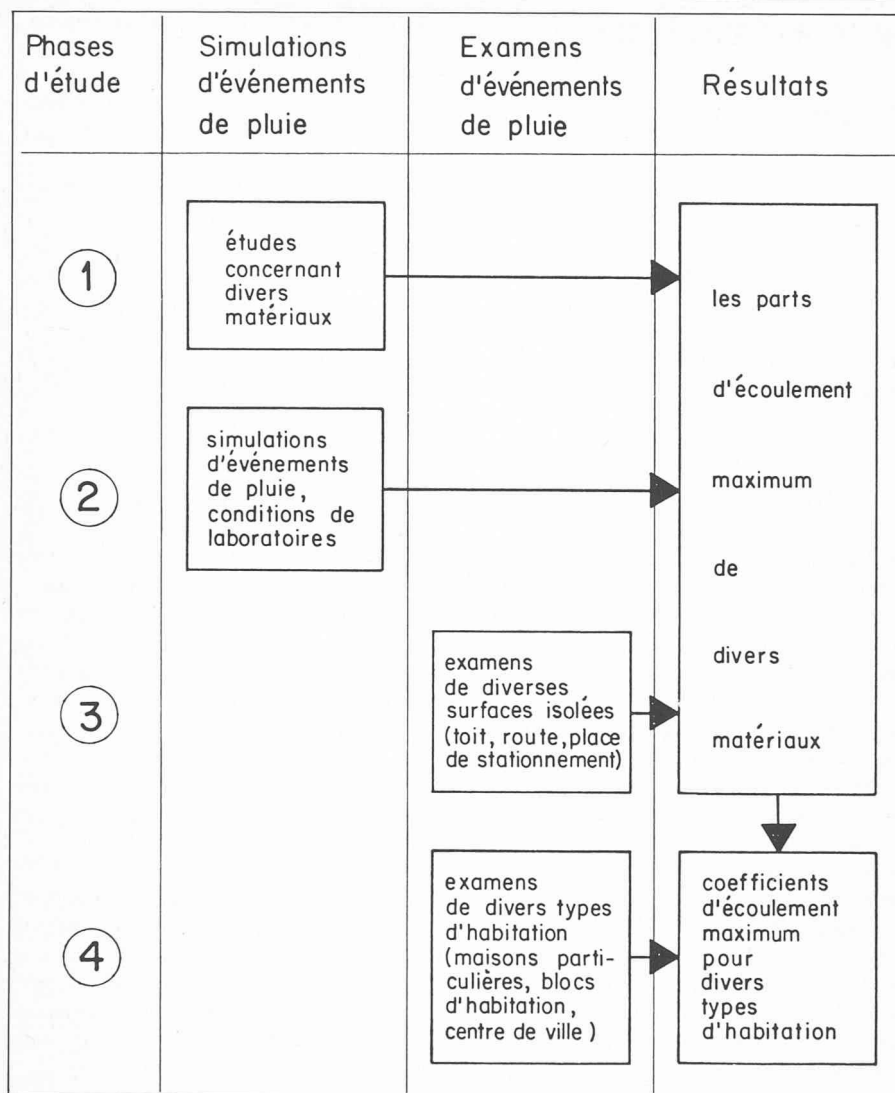 Phases
d'étude
Simulations
d'événements
de pluie
Examens
d'événements
de pluie
Résultats
1
études
concernant
divers
matériaux
2
simulations
d'événements
de pluie,
conditions de
laboratoires
3
examens
de diverses
surfaces isolées
(toit, route, place
de stationnement)
les parts
d'écoulement
maximum
de
divers
matériaux
4
examens
de divers types
d'habitation
(maisons parti-
culières, blocs
d'habitation,
centre de ville)
coefficients
d'écoulement
maximum
pour
divers
types
d'habitation